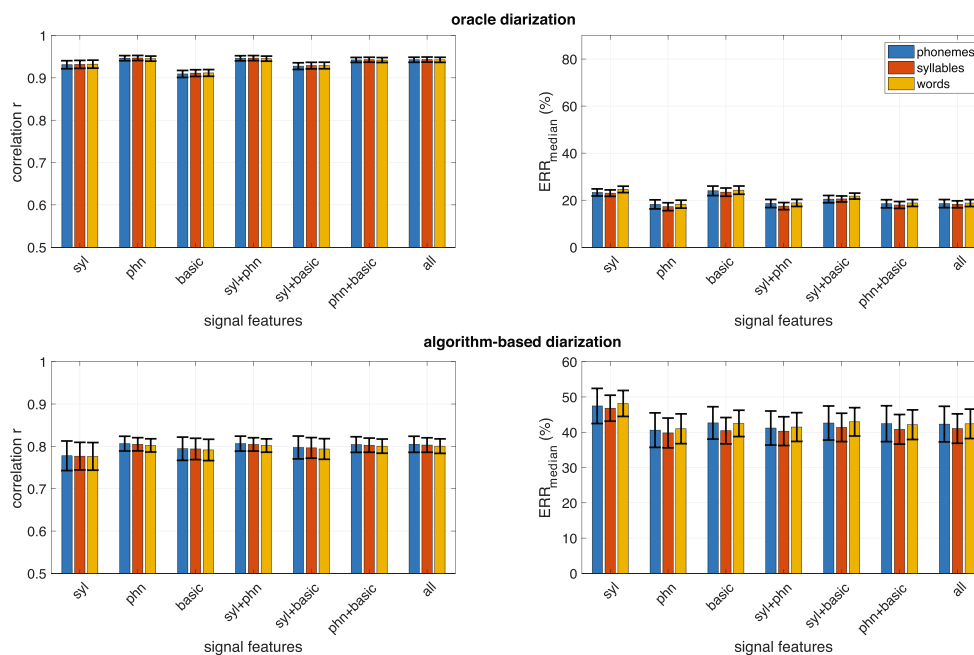 oracle diarization
correlation r
1
0.9
0.8
0.7
0.6
0.5
syl
phn
basic
syl+phn
syl+basic
phn+basic
all
signal features
ERR_median (%)
80
60
40
20
0
phonemes
syllables
words
syl
phn
basic
syl+phn
syl+basic
phn+basic
all
signal features
algorithm-based diarization
correlation r
1
0.9
0.8
0.7
0.6
0.5
syl
phn
basic
syl+phn
syl+basic
phn+basic
all
signal features
ERR_median (%)
60
50
40
30
20
10
0
syl
phn
basic
syl+phn
syl+basic
phn+basic
all
signal features